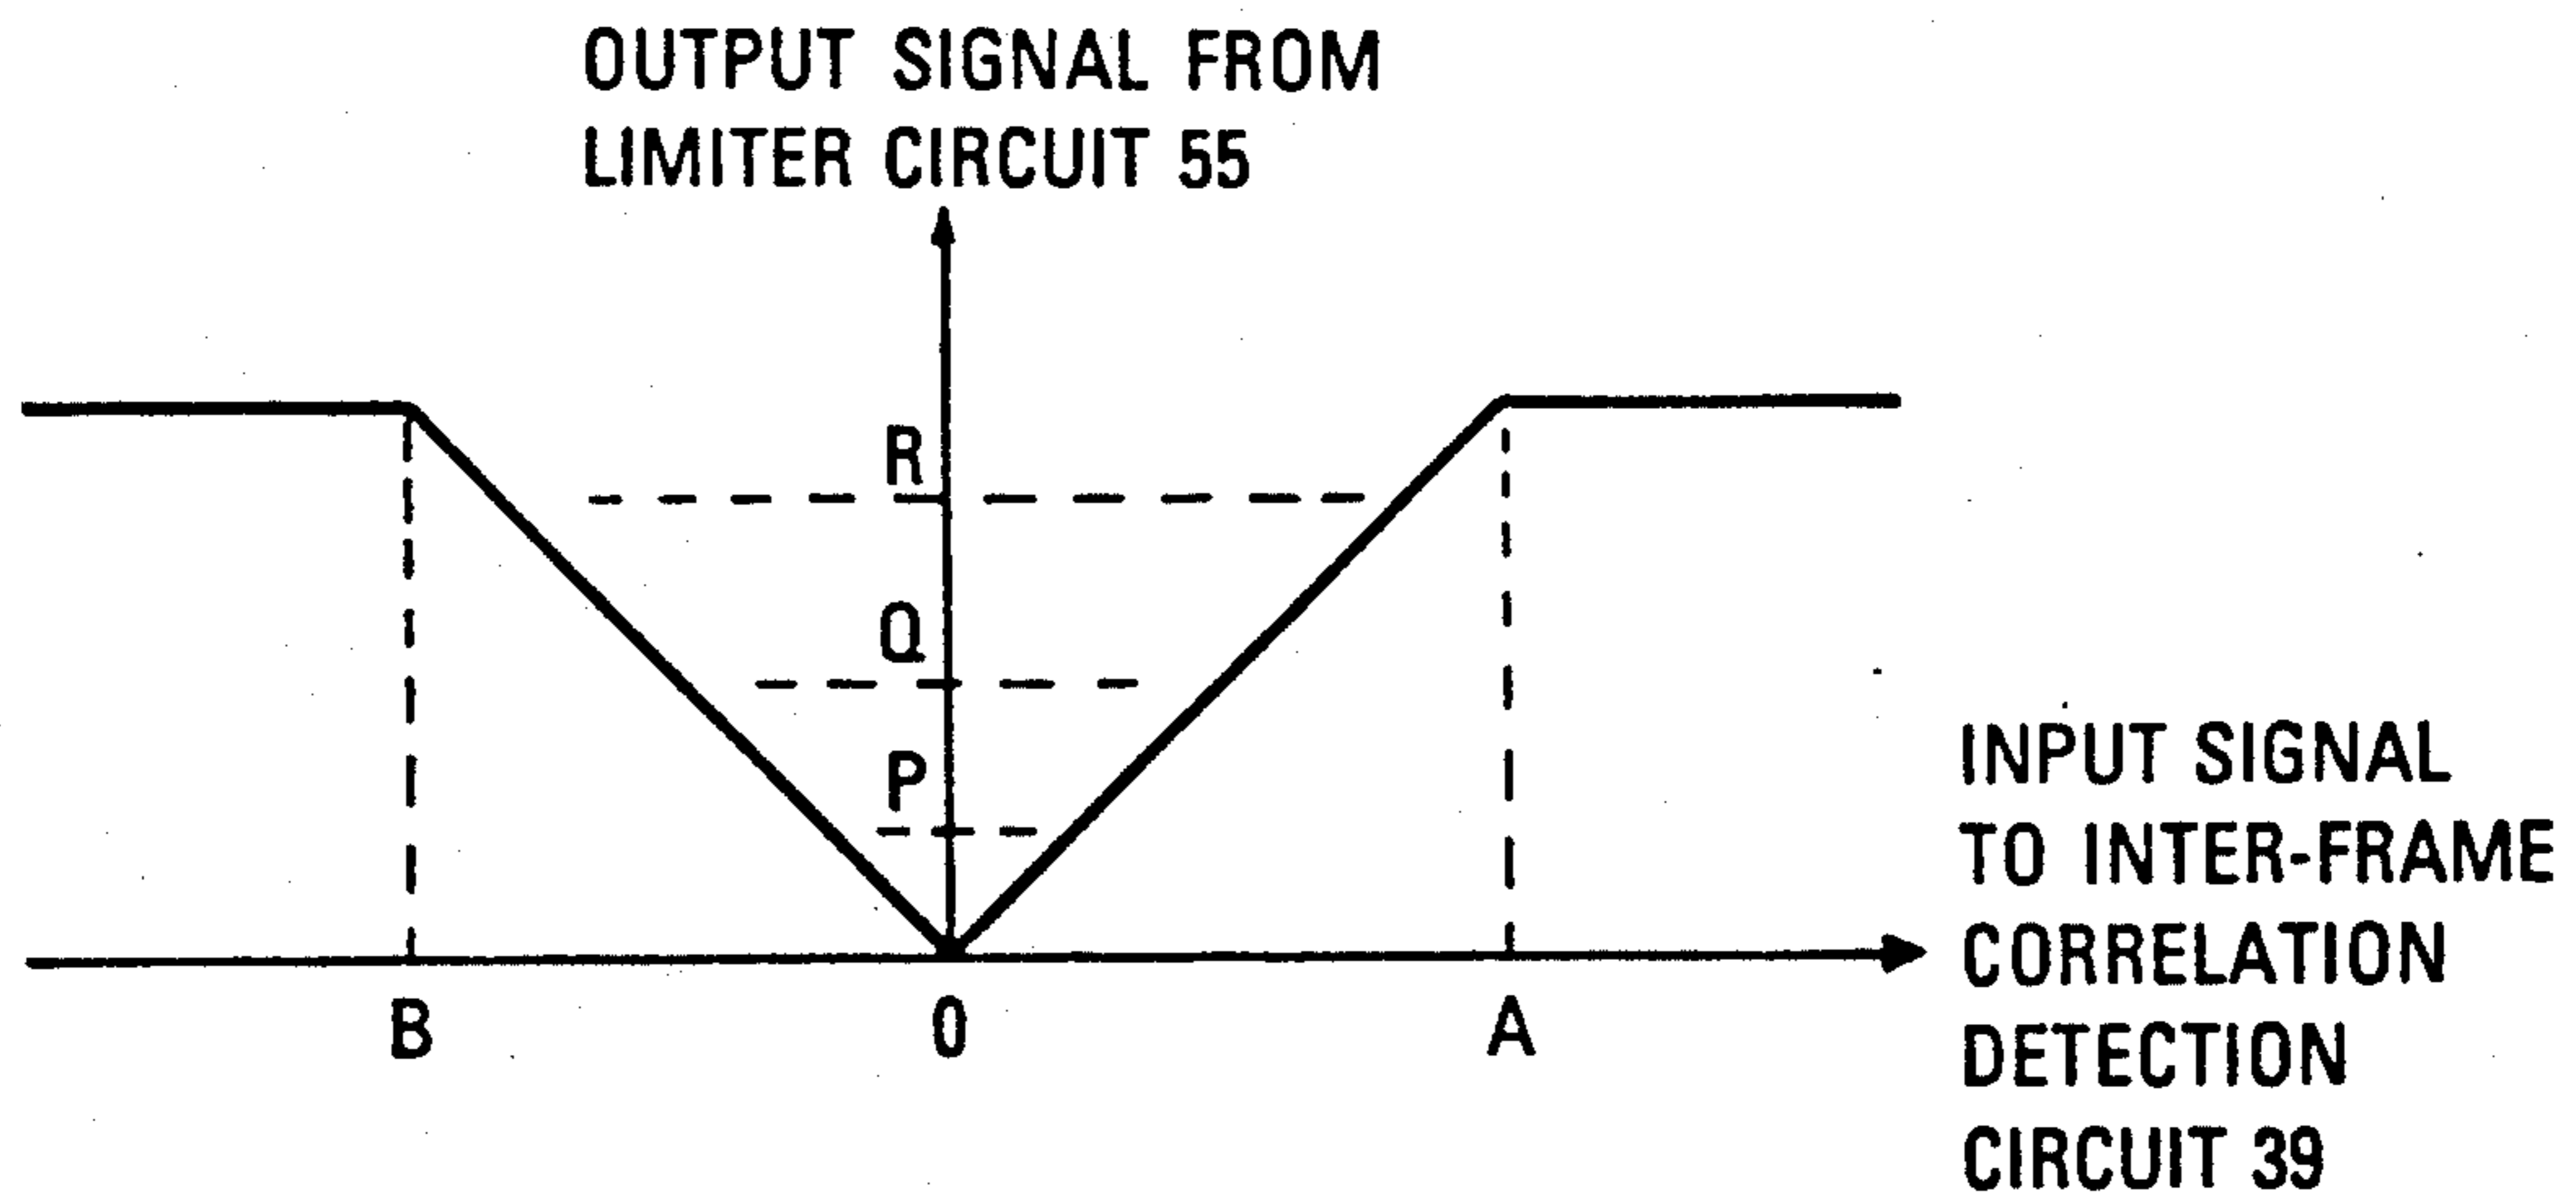 OUTPUT SIGNAL FROM
LIMITER CIRCUIT 55
R
Q
P
B
0
A
INPUT SIGNAL
TO INTER-FRAME
CORRELATION
DETECTION
CIRCUIT 39